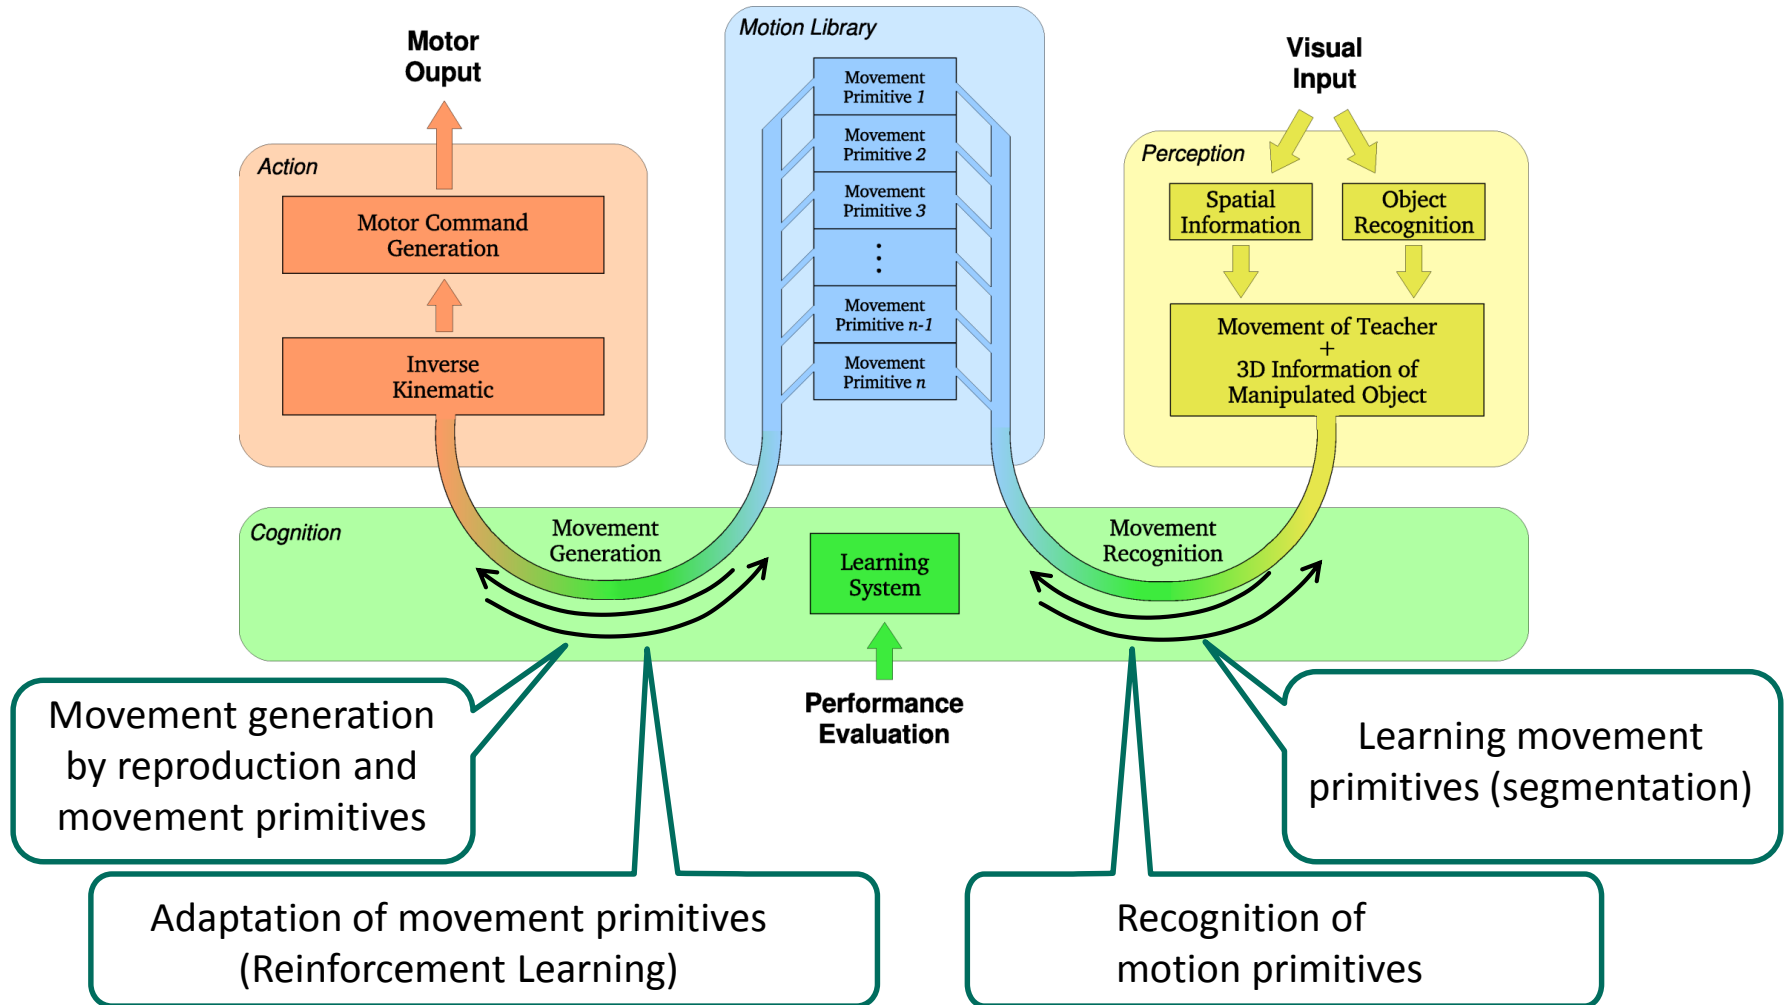 Motor
Ouput
Motion Library
Visual
Input
Action
Motor Command
Generation
Inverse
Kinematic
Movement
Primitive 1
Movement
Primitive 2
Movement
Primitive 3
⋮
Movement
Primitive n-1
Movement
Primitive n
Perception
Spatial
Information
Object
Recognition
Movement of Teacher
+
3D Information of
Manipulated Object
Cognition
Movement
Generation
Learning
System
Movement
Recognition
Performance
Evaluation
Movement generation
by reproduction and
movement primitives
Adaptation of movement primitives
(Reinforcement Learning)
Recognition of
motion primitives
Learning movement
primitives (segmentation)